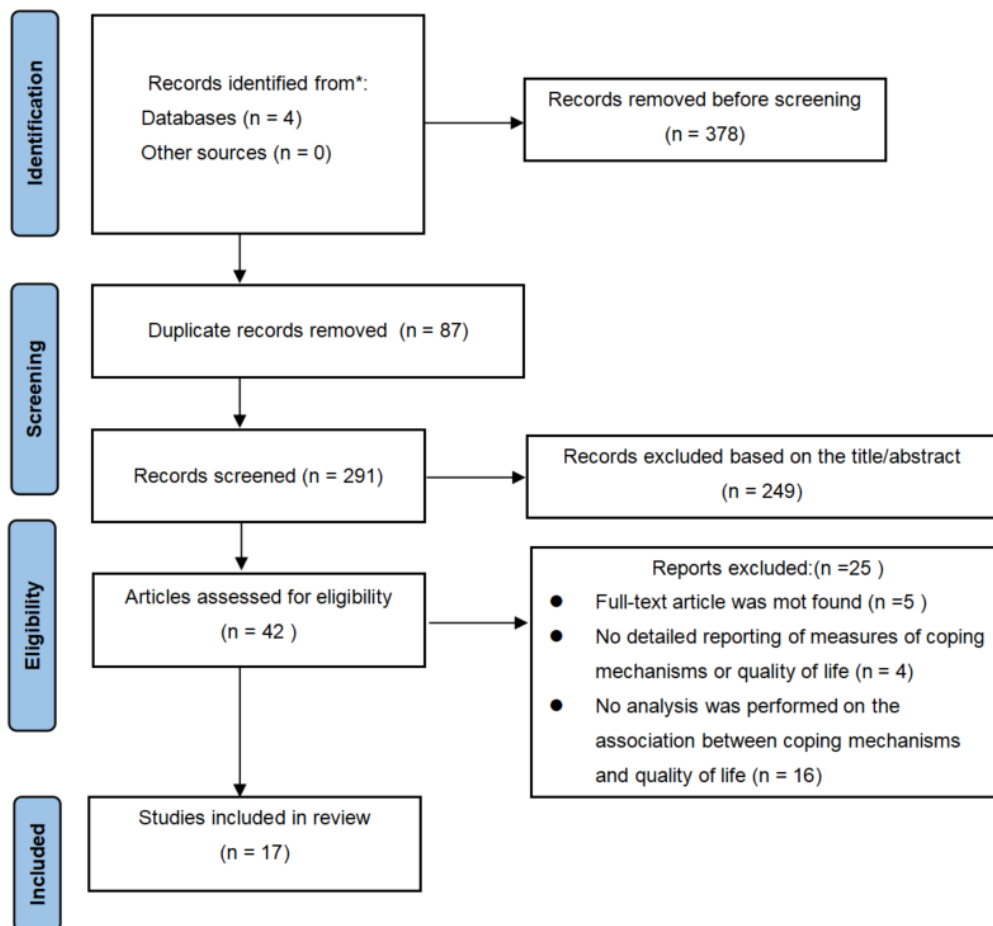 Identification
Records identified from*:
Databases (n = 4)
Other sources (n = 0)
Records removed before screening
(n = 378)
Screening
Duplicate records removed (n = 87)
Records screened (n = 291)
Records excluded based on the title/abstract
(n = 249)
Eligibility
Articles assessed for eligibility
(n = 42 )
Reports excluded:(n =25 )
● Full-text article was mot found (n =5 )
● No detailed reporting of measures of coping
mechanisms or quality of life (n = 4)
● No analysis was performed on the
association between coping mechanisms
and quality of life (n = 16)
Included
Studies included in review
(n = 17)